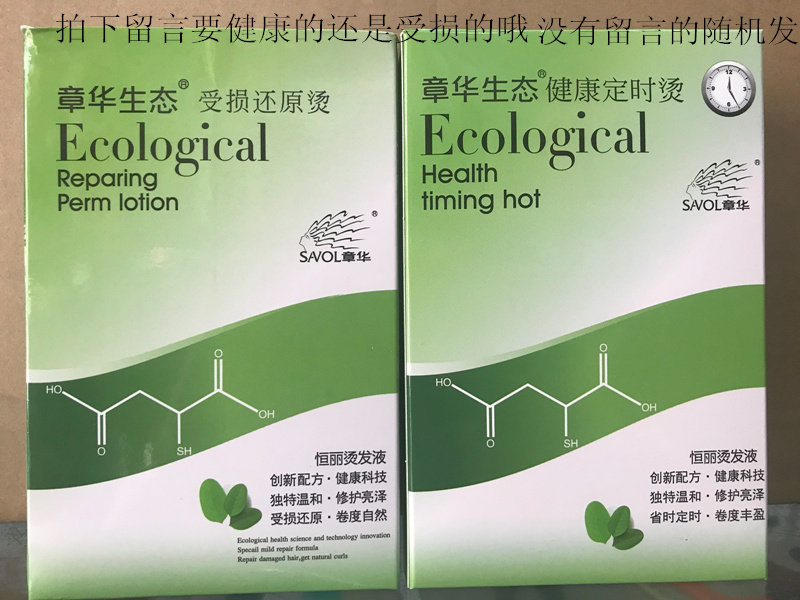 拍下留言要健康的还是受损的哦 没有留言的随机发
章华生态® 受损还原烫
Ecological
Reparing
Perm lotion
®
SAVOL章华
HO
O
O
OH
SH
恒丽烫发液
创新配方·健康科技
独特温和·修护亮泽
受损还原·卷度自然
Ecological health science and technology innovation
Specail mild repair formula
Repair damaged hair,get natural curls
章华生态® 健康定时烫
Ecological
Health
timing hot
12
3
6
9
®
SAVOL章华
HO
O
O
OH
SH
恒丽烫发液
创新配方·健康科技
独特温和·修护亮泽
省时定时·卷度丰盈